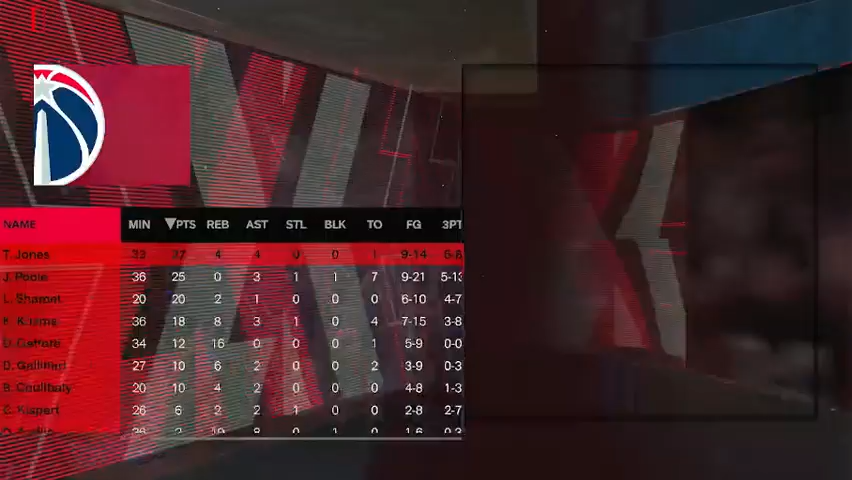 NAME MIN PTS REB AST STL BLK TO FG 3PT
T. Jones 33 4 4 0 0 1 9-14
J. Poole 36 25 0 3 1 1 7 9-21 5-13
L. Shamet 20 20 2 1 0 0 0 6-10 4-7
K. Kuzma 36 18 8 3 1 0 4 7-15 3-8
D. Gafford 34 12 16 0 0 0 1 5-9 0-0
D. Gallinari 27 10 6 2 0 0 2 3-9 0-3
B. Coulibaly 20 10 4 2 0 0 0 4-8 1-3
C. Kispert 26 6 2 2 1 0 0 2-8 2-7